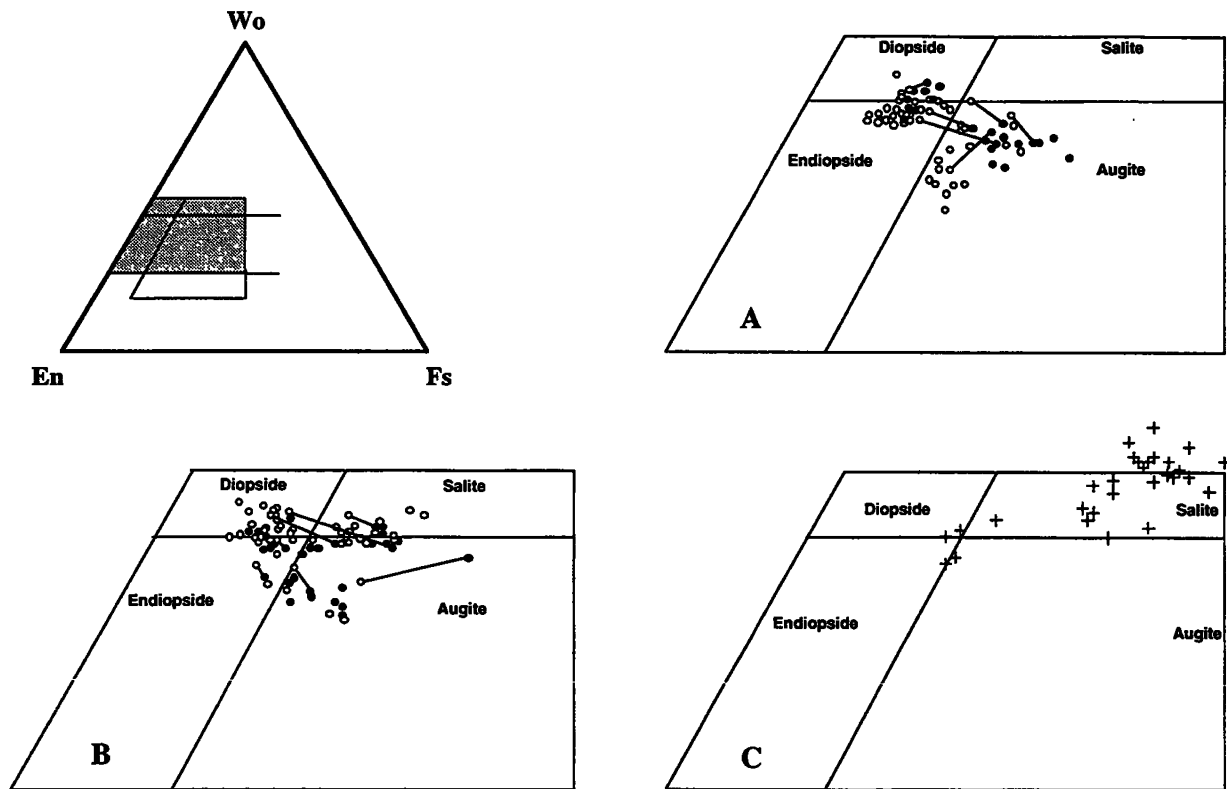 Wo
En
Fs
Diopside
Salite
Endiopside
Augite
A
Diopside
Salite
Endiopside
Augite
B
Diopside
Salite
Endiopside
Augite
C